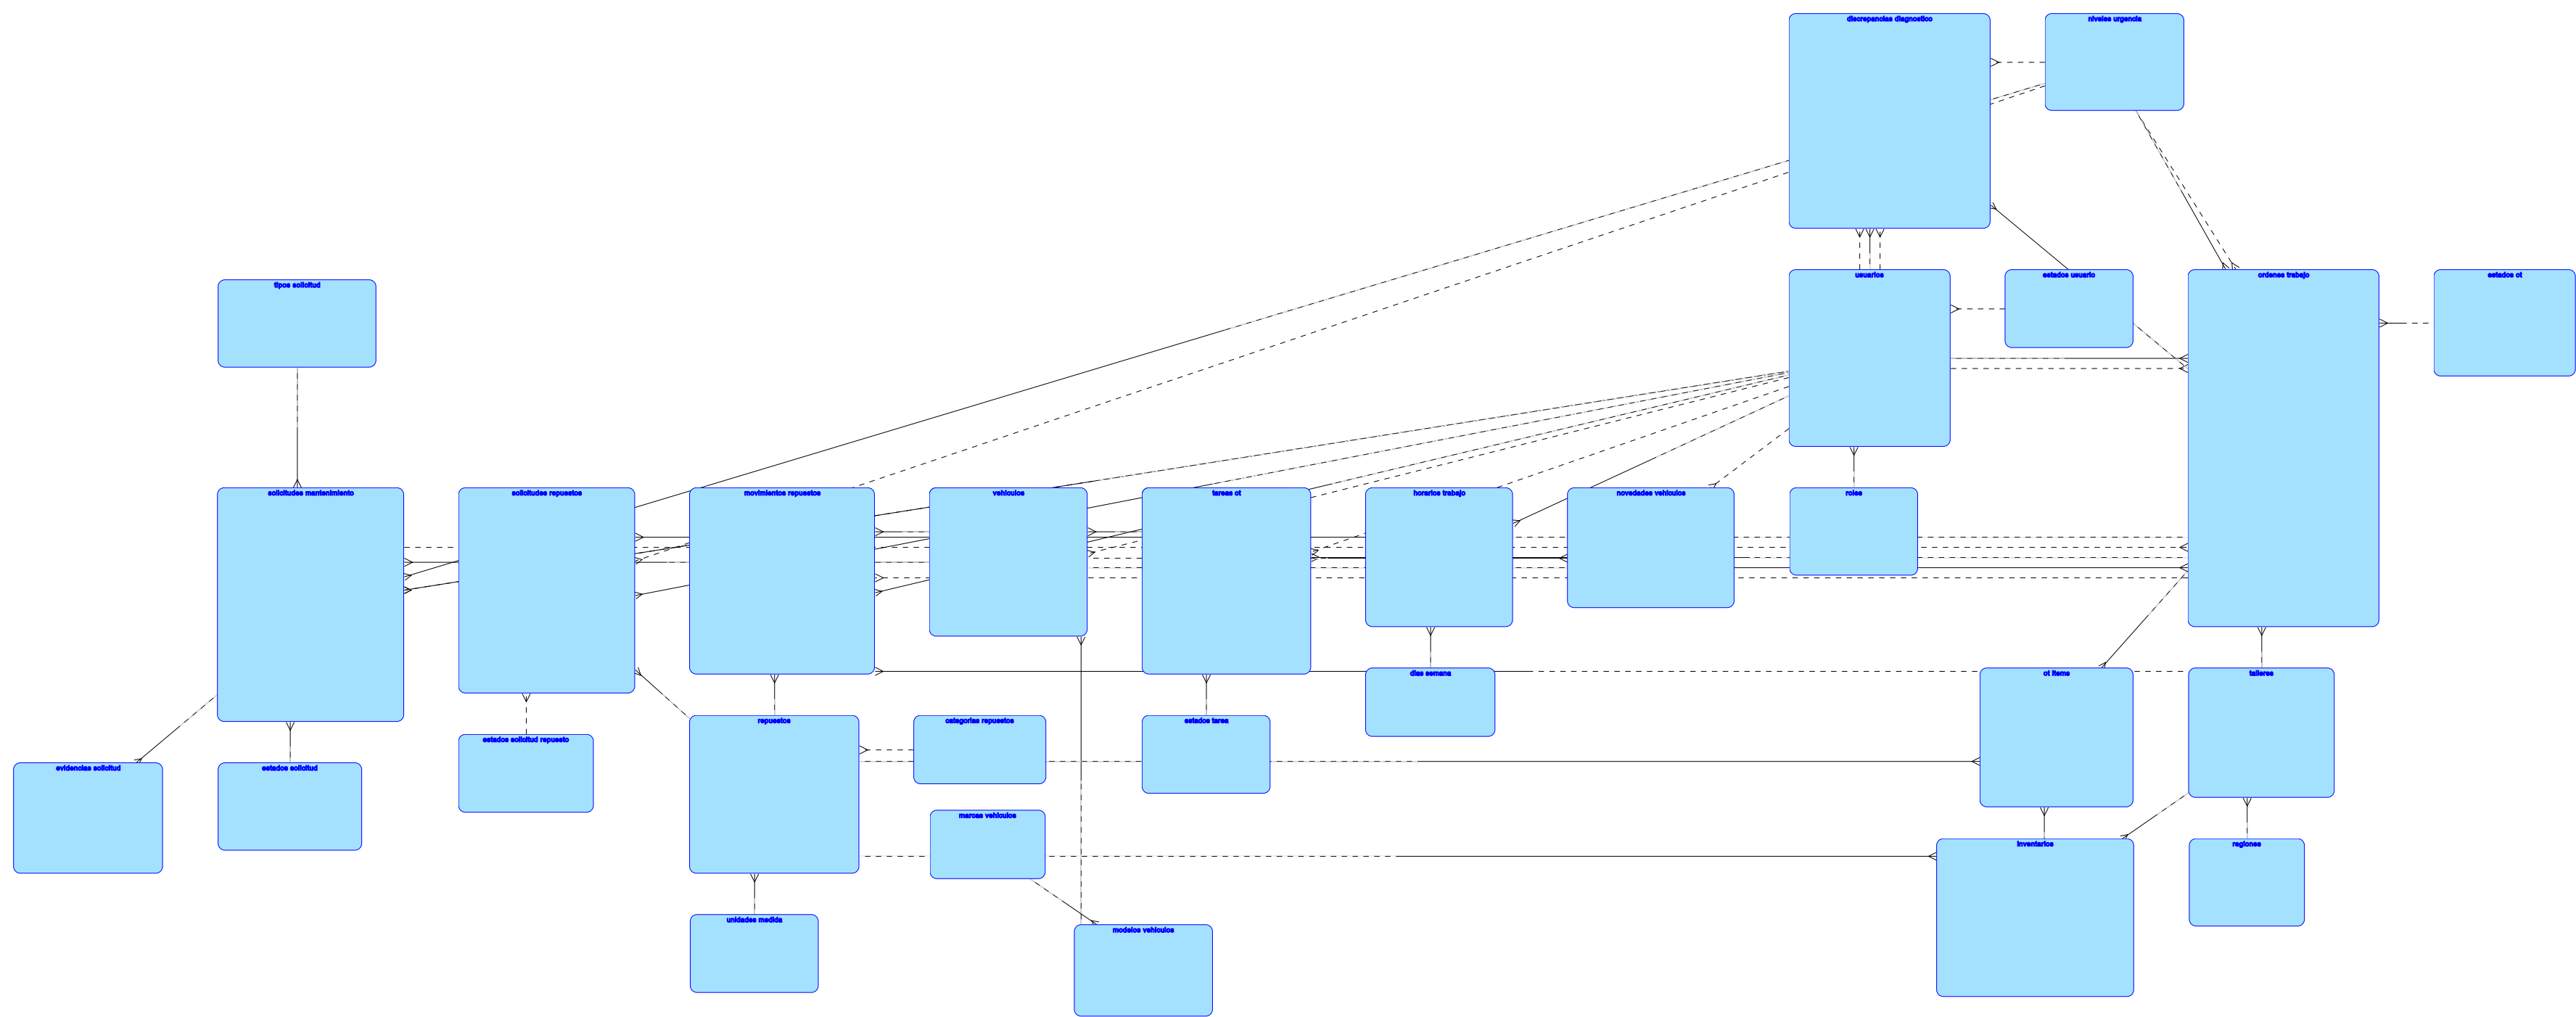 discrepancias diagnostico
niveles urgencia
usuarios
estados usuario
ordenes trabajo
estados ot
tipos solicitud
solicitudes mantenimiento
solicitudes repuestos
movimientos repuestos
vehiculos
tareas ot
horarios trabajo
novedades vehiculos
roles
dias semana
ot items
talleres
repuestos
categorias repuestos
estados tarea
estados solicitud repuesto
evidencias solicitud
estados solicitud
marcas vehiculos
inventarios
regiones
unidades medida
modelos vehiculos